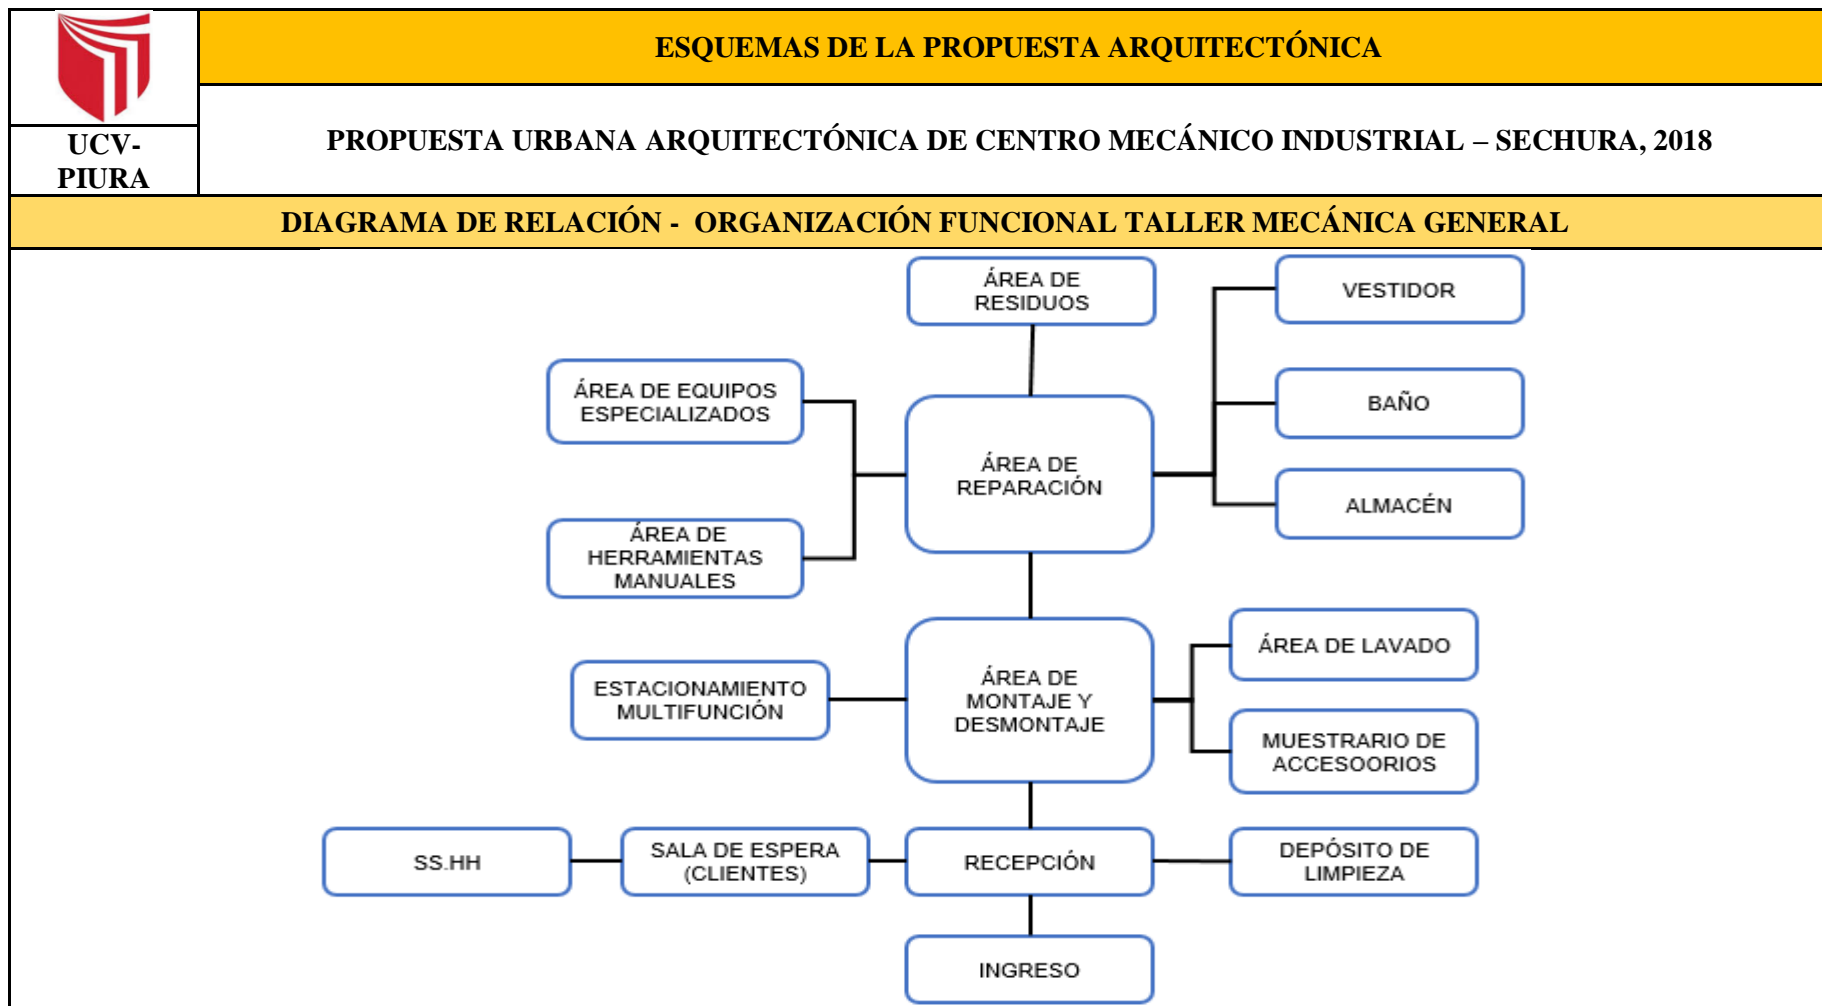 ESQUEMAS DE LA PROPUESTA ARQUITECTÓNICA
UCV-
PIURA
PROPUESTA URBANA ARQUITECTÓNICA DE CENTRO MECÁNICO INDUSTRIAL – SECHURA, 2018
DIAGRAMA DE RELACIÓN - ORGANIZACIÓN FUNCIONAL TALLER MECÁNICA GENERAL
ÁREA DE
RESIDUOS
VESTIDOR
ÁREA DE EQUIPOS
ESPECIALIZADOS
BAÑO
ÁREA DE
REPARACIÓN
ALMACÉN
ÁREA DE
HERRAMIENTAS
MANUALES
ÁREA DE LAVADO
ESTACIONAMIENTO
MULTIFUNCIÓN
ÁREA DE
MONTAJE Y
DESMONTAJE
MUESTRARIO DE
ACCESOORIOS
SS.HH
SALA DE ESPERA
(CLIENTES)
RECEPCIÓN
DEPÓSITO DE
LIMPIEZA
INGRESO